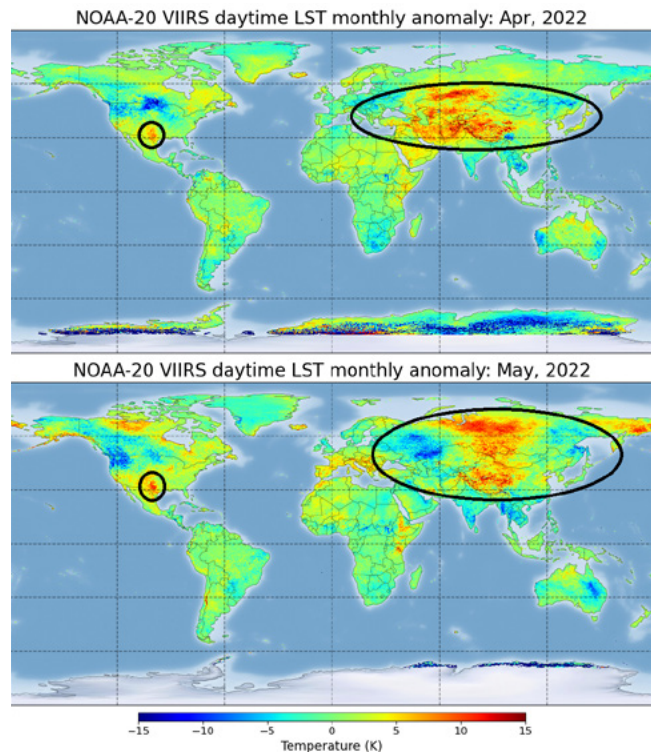 NOAA-20 VIIRS daytime LST monthly anomaly: Apr, 2022
NOAA-20 VIIRS daytime LST monthly anomaly: May, 2022
−15 −10 −5 0 5 10 15
Temperature (K)